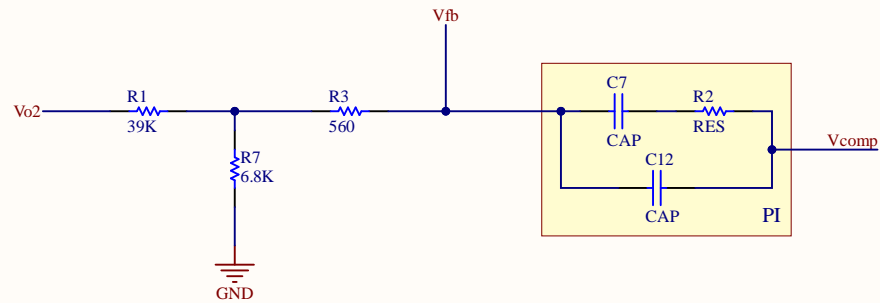 Vfb
C7
R1
R3
R2
Vo2
39K
560
CAP
RES
Vcomp
R7
6.8K
C12
CAP
PI
GND